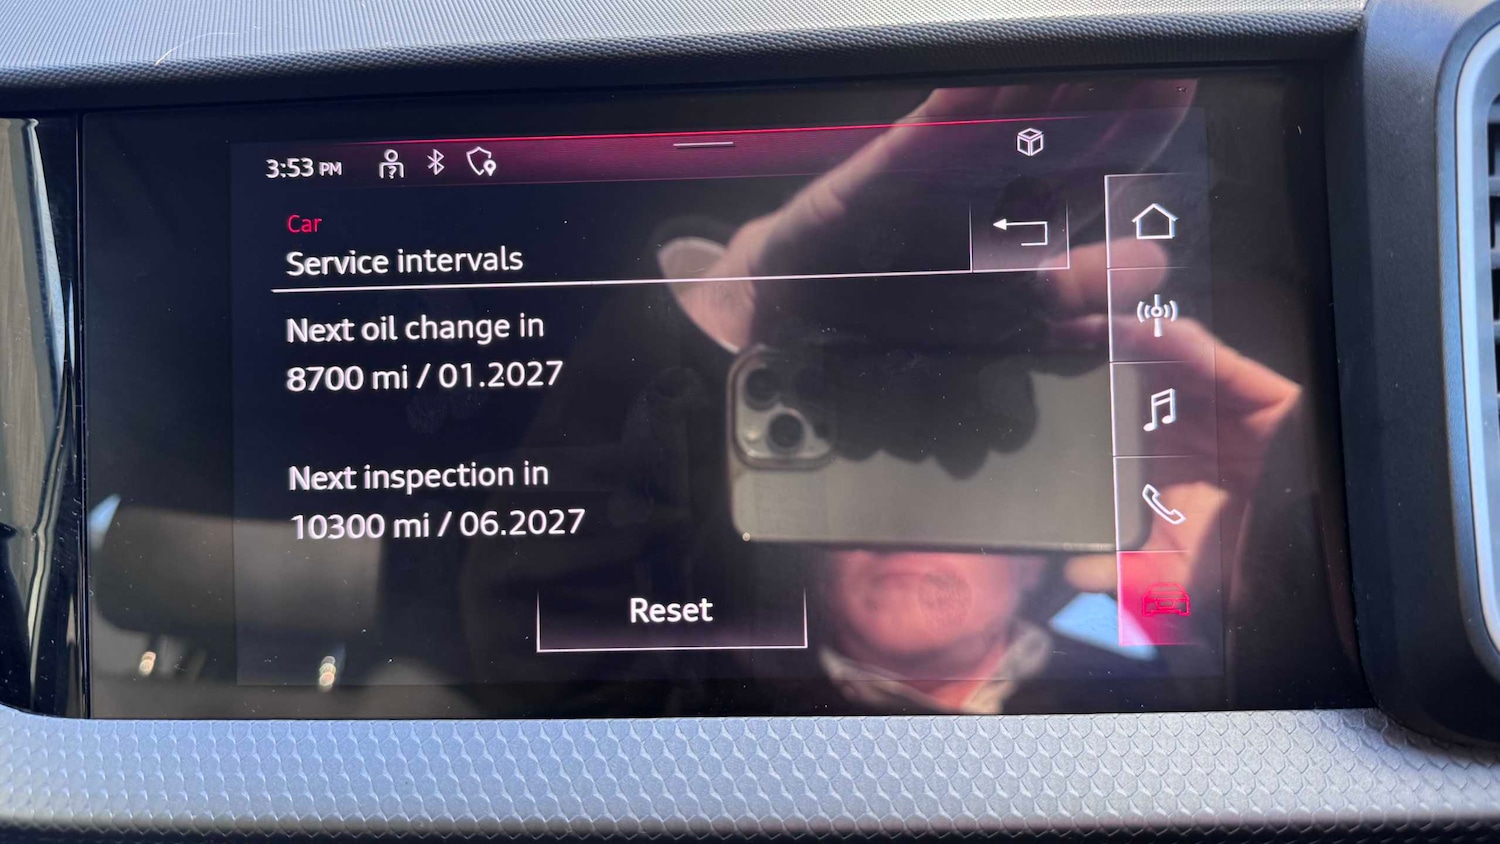 3:53 PM
Car
Service intervals
Next oil change in
8700 mi / 01.2027
Next inspection in
10300 mi / 06.2027
Reset